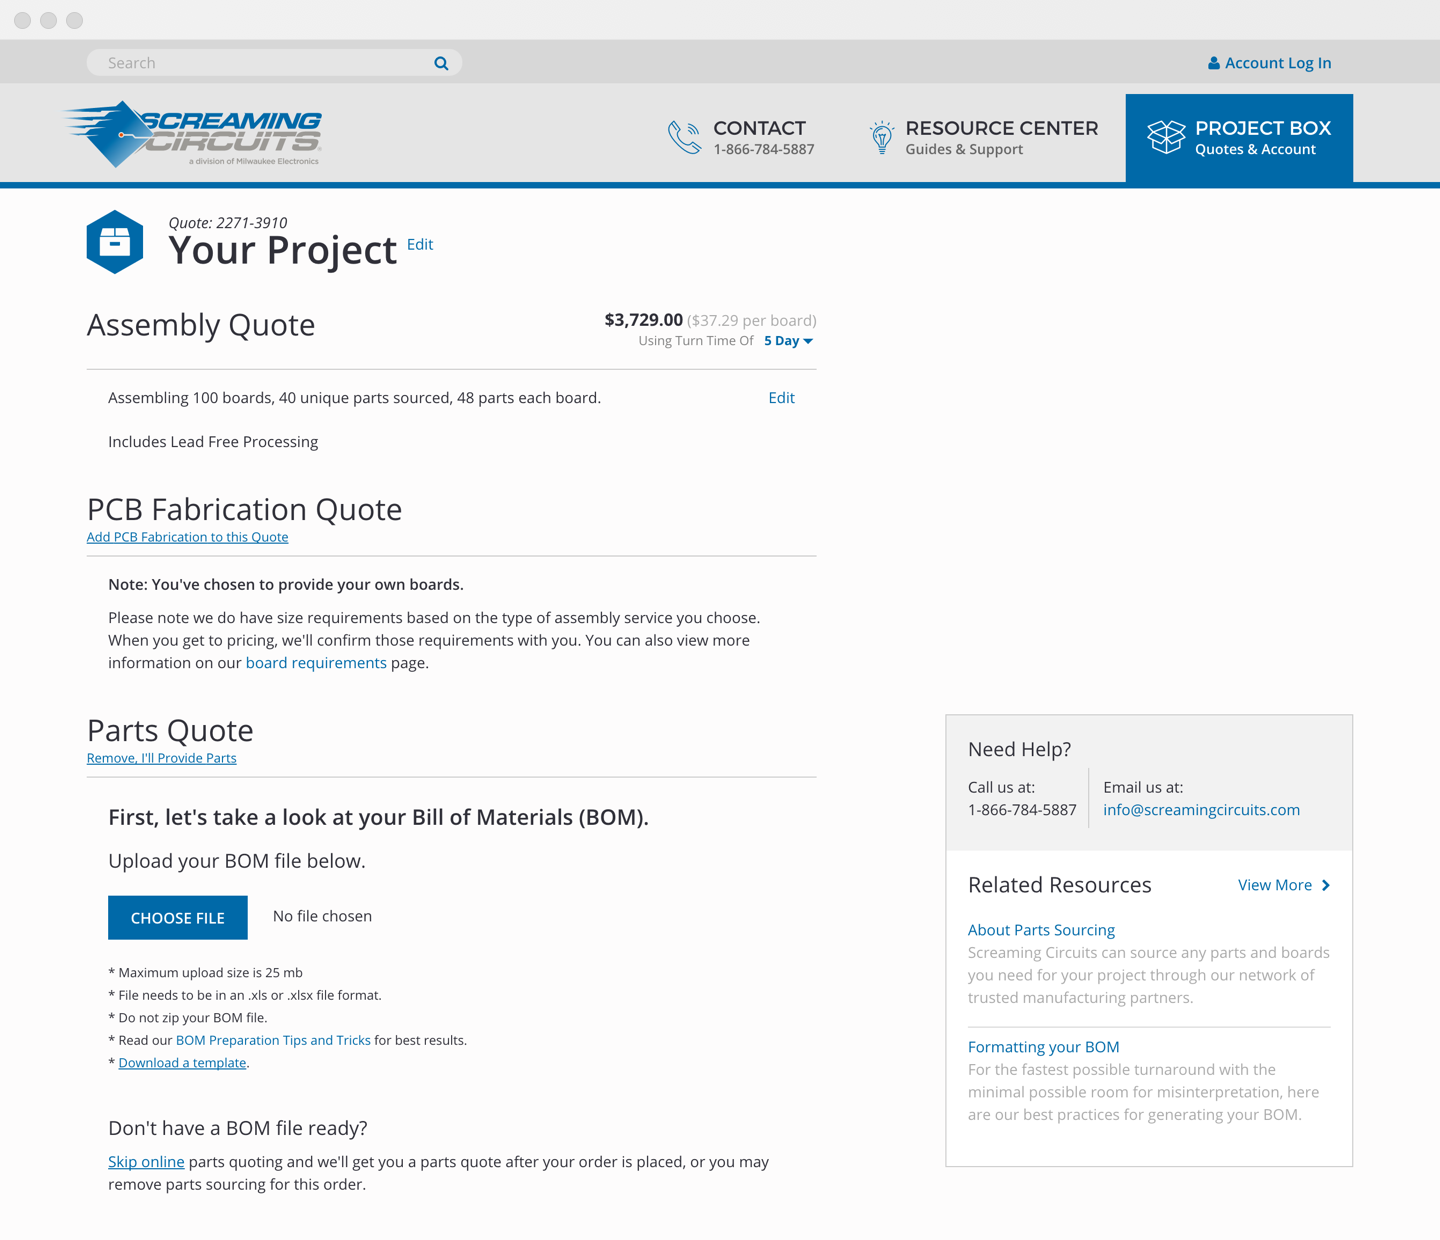 Search
Account Log In
SCREAMING
CIRCUITS
a division of Milwaukee Electronics
CONTACT
1-866-784-5887
RESOURCE CENTER
Guides & Support
PROJECT BOX
Quotes & Account
Quote: 2271-3910
Your Project Edit
Assembly Quote
$3,729.00 ($37.29 per board)
Using Turn Time Of 5 Day
Assembling 100 boards, 40 unique parts sourced, 48 parts each board. Edit
Includes Lead Free Processing
PCB Fabrication Quote
Add PCB Fabrication to this Quote
Note: You've chosen to provide your own boards.
Please note we do have size requirements based on the type of assembly service you choose.
When you get to pricing, we'll confirm those requirements with you. You can also view more
information on our board requirements page.
Parts Quote
Remove, I'll Provide Parts
First, let's take a look at your Bill of Materials (BOM).
Upload your BOM file below.
CHOOSE FILE No file chosen
* Maximum upload size is 25 mb
* File needs to be in an .xls or .xlsx file format.
* Do not zip your BOM file.
* Read our BOM Preparation Tips and Tricks for best results.
* Download a template.
Don't have a BOM file ready?
Skip online parts quoting and we'll get you a parts quote after your order is placed, or you may
remove parts sourcing for this order.
Need Help?
Call us at:
1-866-784-5887
Email us at:
info@screamingcircuits.com
Related Resources View More
About Parts Sourcing
Screaming Circuits can source any parts and boards
you need for your project through our network of
trusted manufacturing partners.
Formatting your BOM
For the fastest possible turnaround with the
minimal possible room for misinterpretation, here
are our best practices for generating your BOM.